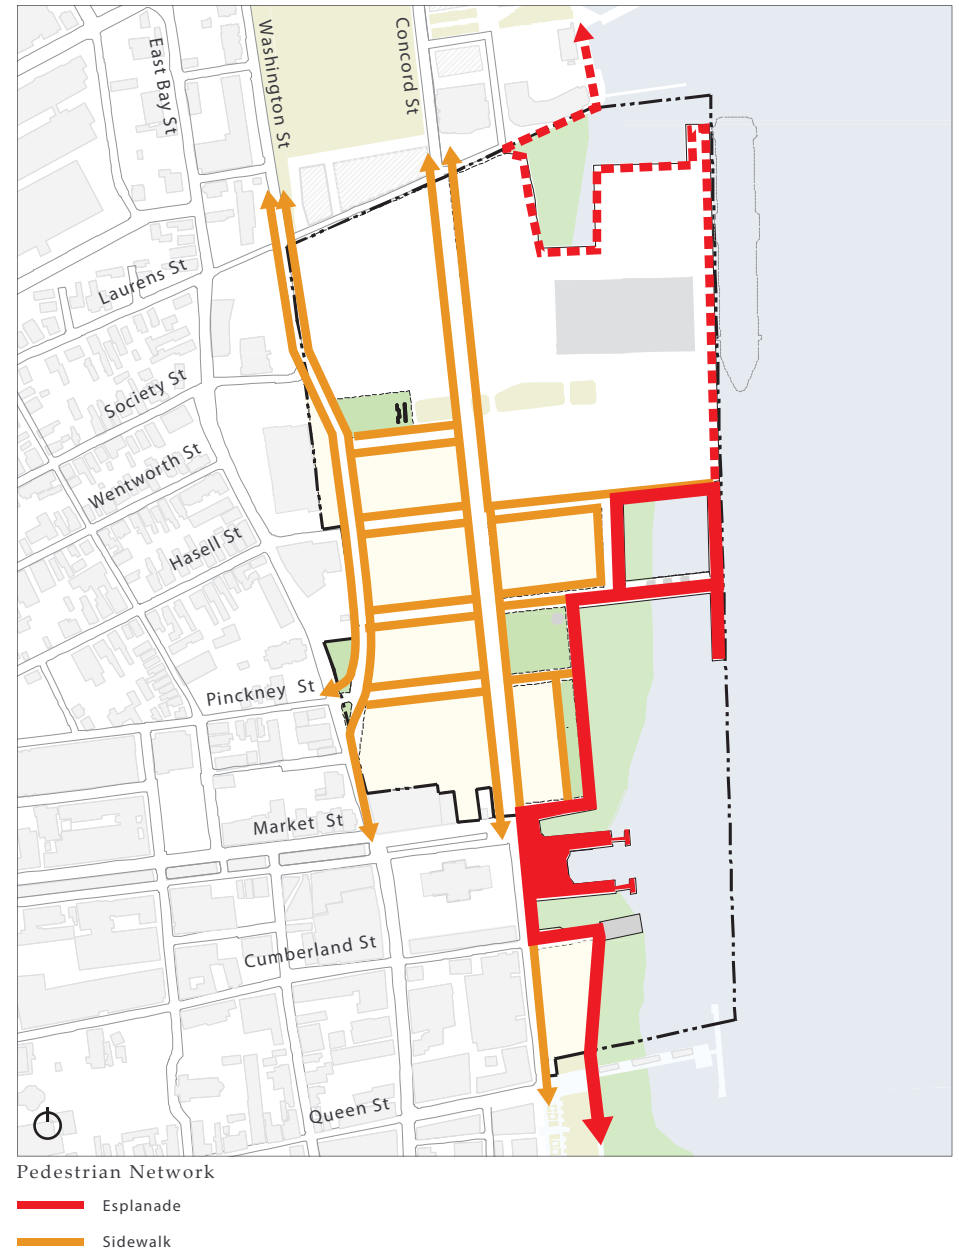 East Bay St
Washington St
Concord St
Laurens St
Society St
Wentworth St
Hasell St
Pinckney St
Market St
Cumberland St
Queen St
Pedestrian Network
Esplanade
Sidewalk